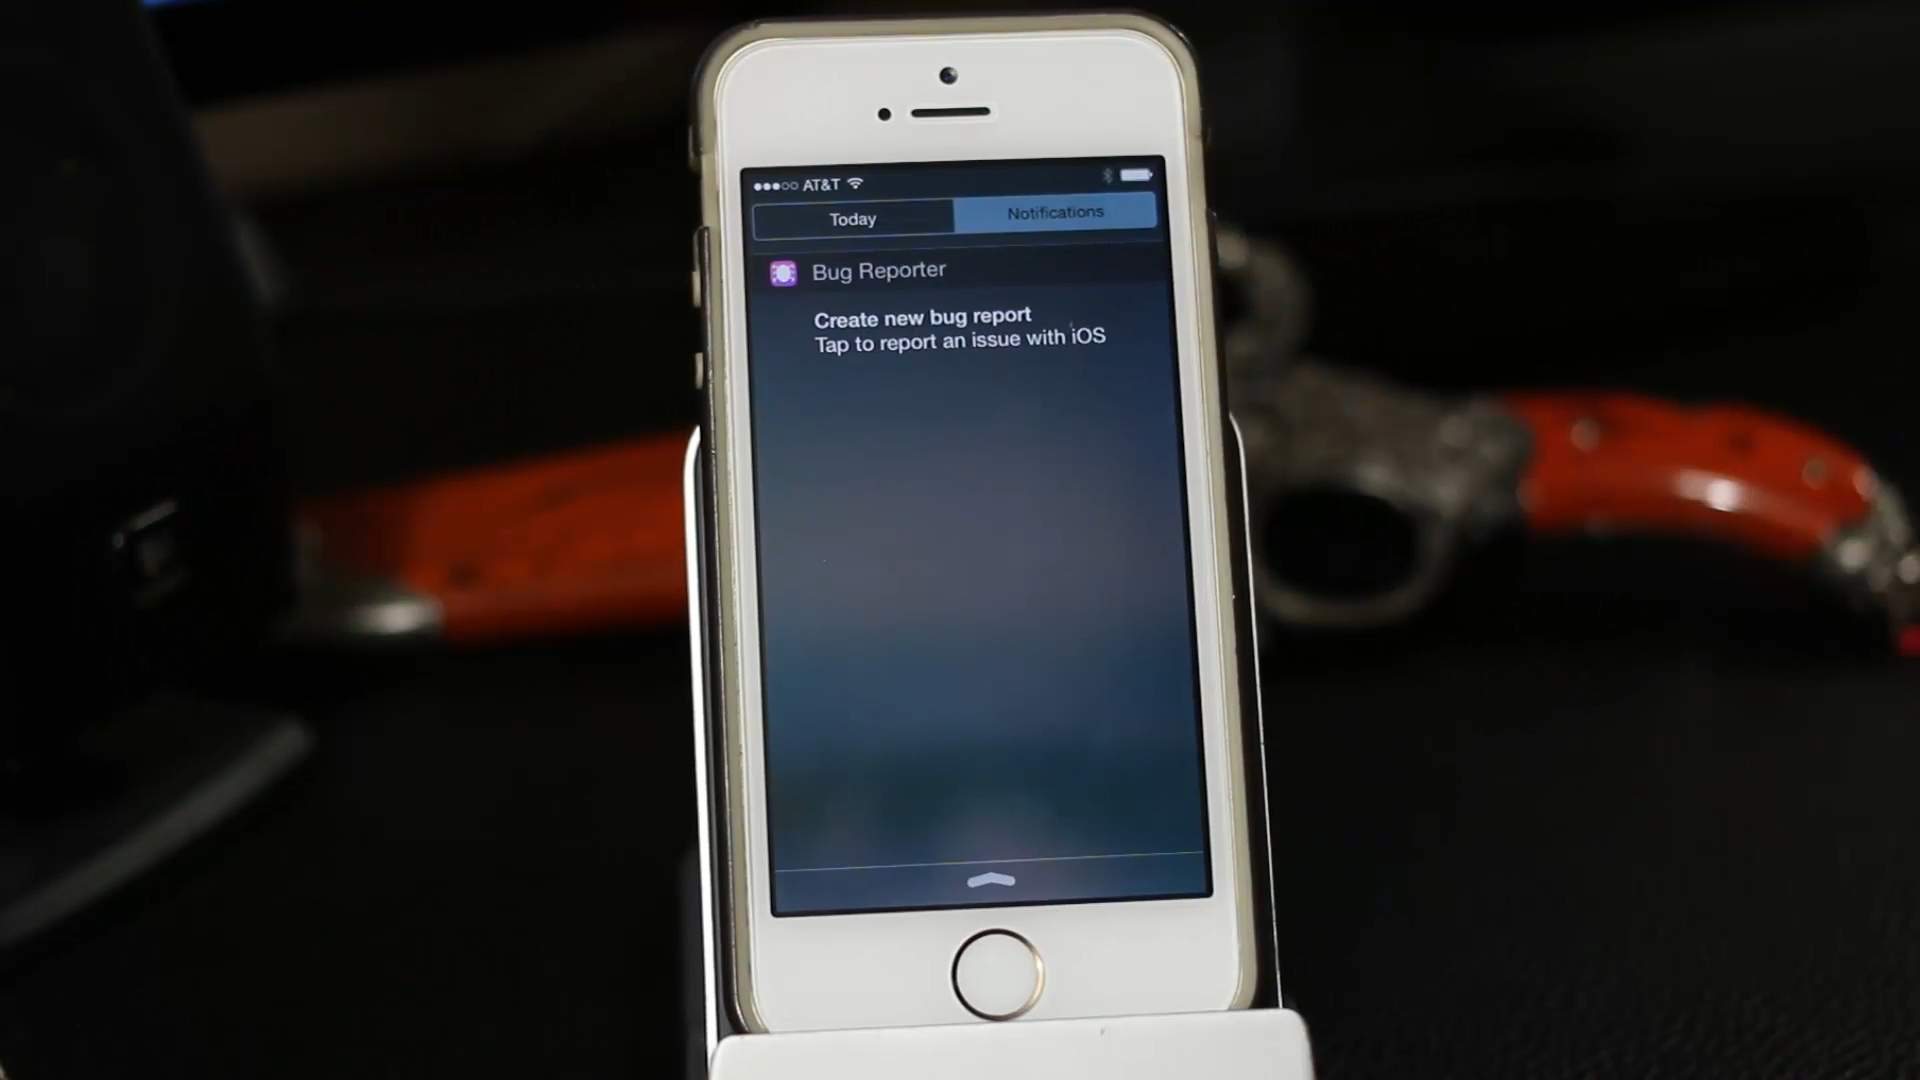 AT&T
Today
Notifications
Bug Reporter
Create new bug report
Tap to report an issue with iOS